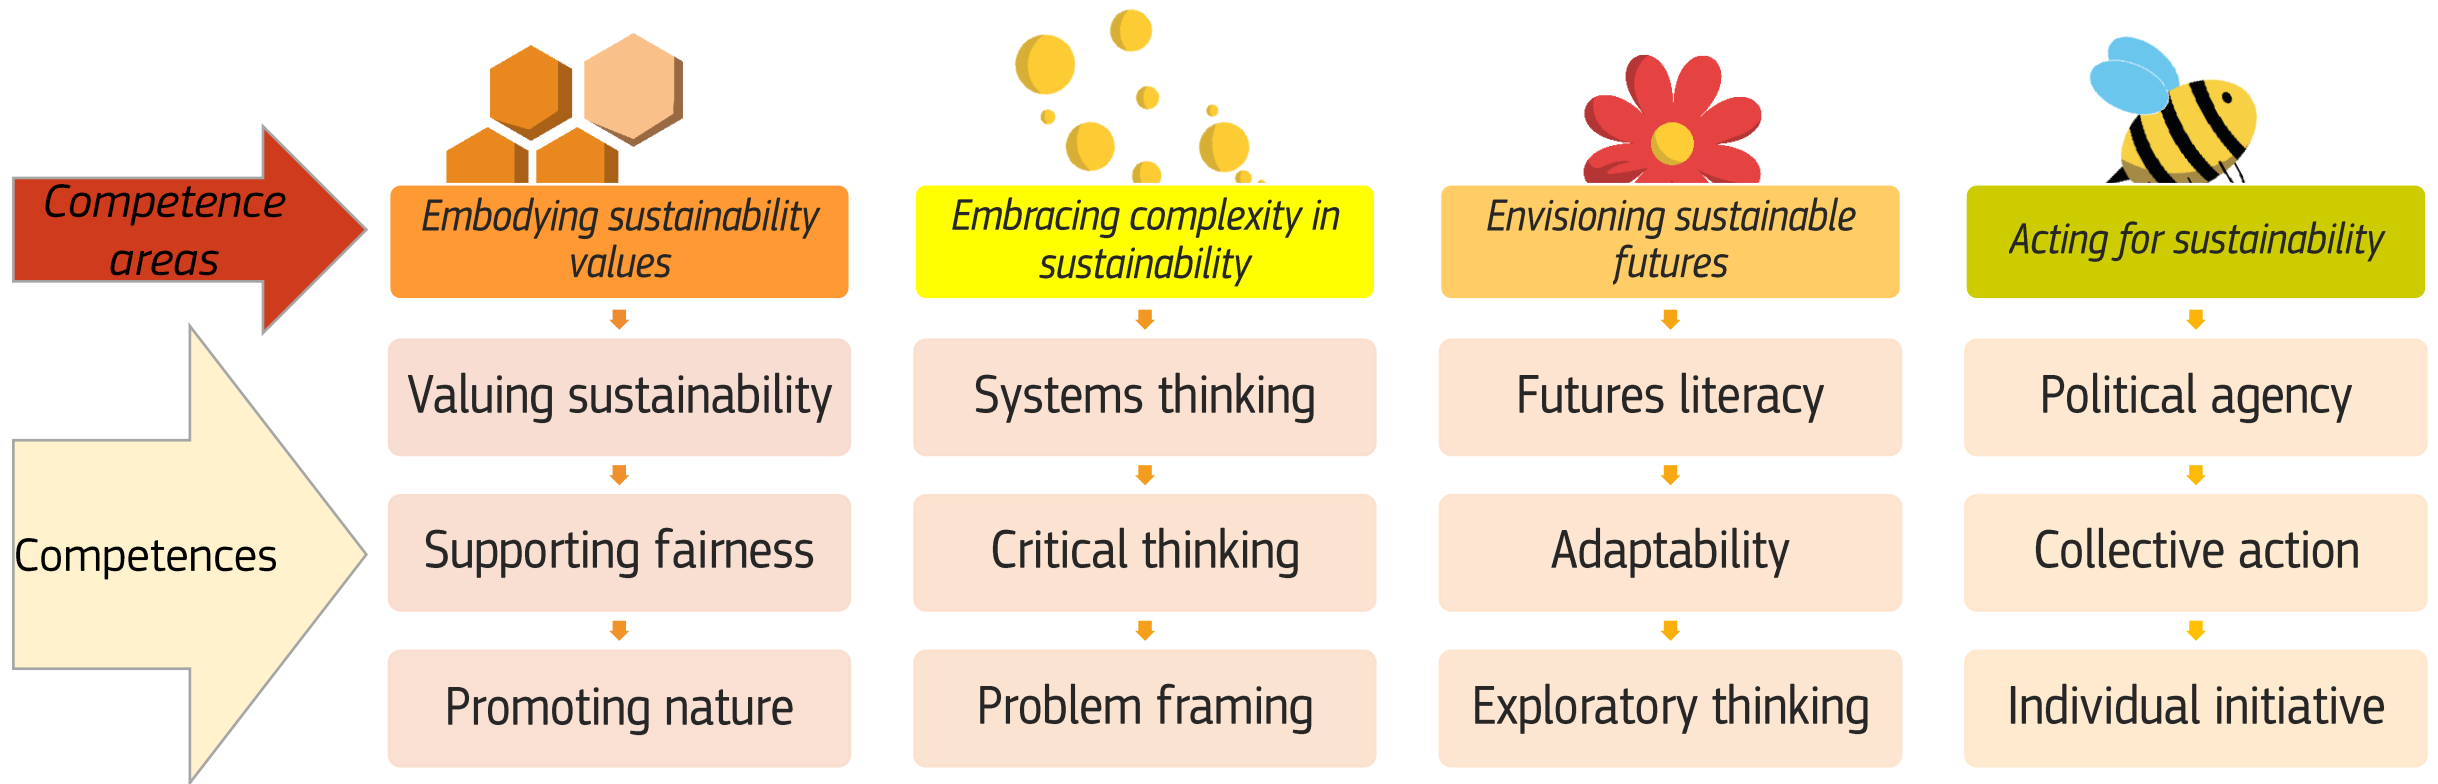 Competence
areas
Embodying sustainability
values
Embracing complexity in
sustainability
Envisioning sustainable
futures
Acting for sustainability
Competences
Valuing sustainability
Systems thinking
Futures literacy
Political agency
Supporting fairness
Critical thinking
Adaptability
Collective action
Promoting nature
Problem framing
Exploratory thinking
Individual initiative